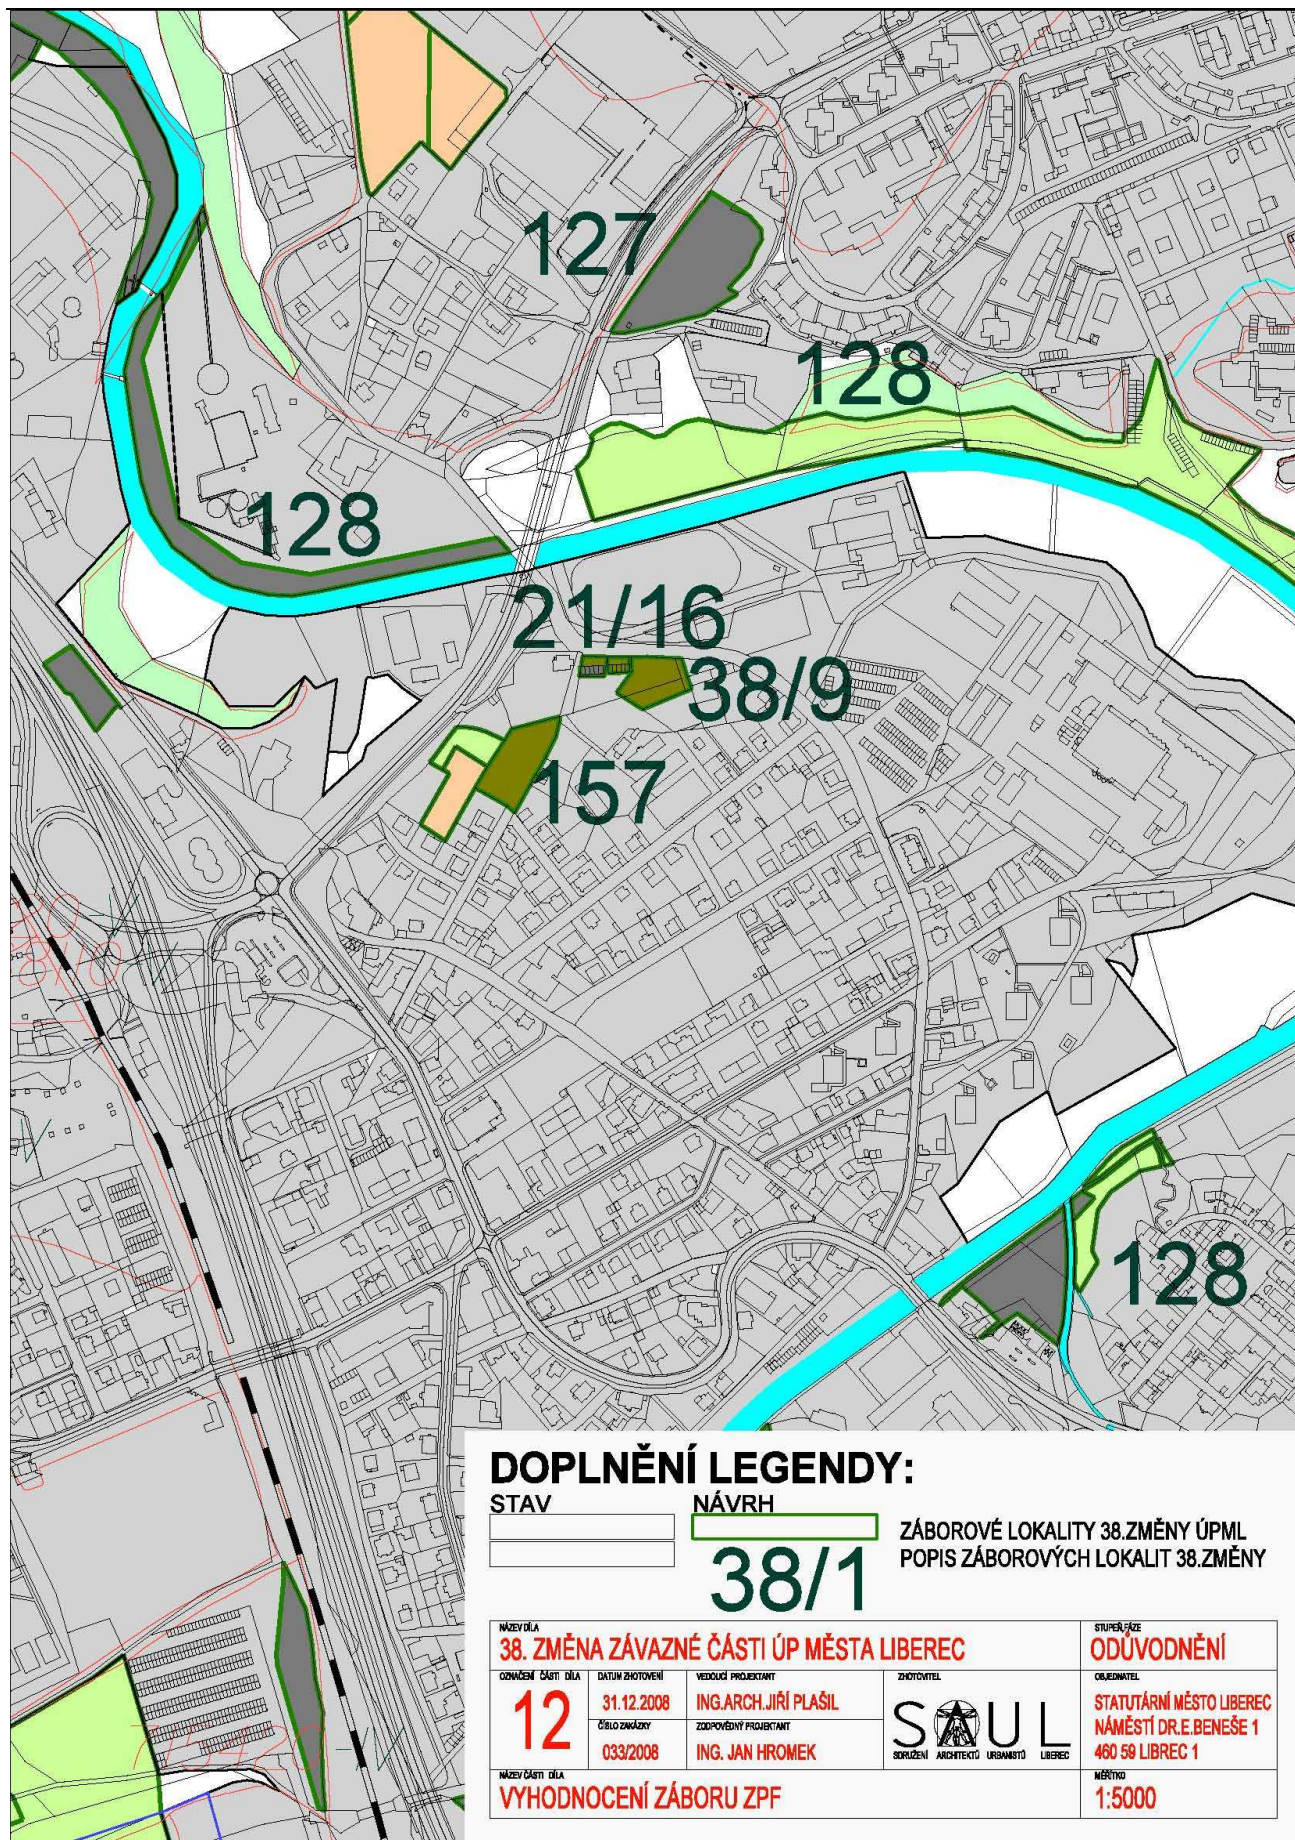 127
128
128
21/16
38/9
157
128
DOPLNĚNÍ LEGENDY:
STAV
NÁVRH
ZÁBOROVÉ LOKALITY 38.ZMĚNY ÚPML
38/1
POPIS ZÁBOROVÝCH LOKALIT 38.ZMĚNY
NÁZEV DÍLA
38. ZMĚNA ZÁVAZNÉ ČÁSTI ÚP MĚSTA LIBEREC
STUPEŇ,FÁZE
ODŮVODNĚNÍ
OZNAČENÍ ČÁSTI DÍLA
12
DATUM ZHOTOVENÍ
31.12.2008
ČÍSLO ZAKÁZKY
033/2008
VEDOUCÍ PROJEKTANT
ING.ARCH.JIŘÍ PLAŠIL
ZODPOVĚDNÝ PROJEKTANT
ING. JAN HROMEK
ZHOTOVITEL
SAUL
SDRUŽENÍ ARCHITEKTŮ URBANISTŮ LIBEREC
OBJEDNATEL
STATUTÁRNÍ MĚSTO LIBEREC
NÁMĚSTÍ DR.E.BENEŠE 1
460 59 LIBREC 1
NÁZEV ČÁSTI DÍLA
VYHODNOCENÍ ZÁBORU ZPF
MĚŘÍTKO
1:5000